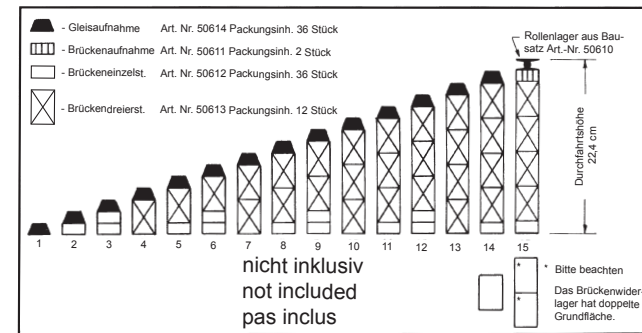 - Gleisaufnahme Art. Nr. 50614 Packungsinh. 36 Stück
- Brückenaufnahme Art. Nr. 50611 Packungsinh. 2 Stück
- Brückeneinzelst. Art. Nr. 50612 Packungsinh. 36 Stück
- Brückendreierst. Art. Nr. 50613 Packungsinh. 12 Stück
Rollenlager aus Bau-
satz Art.-Nr. 50610
Durchfahrtshöhe
22,4 cm
1 2 3 4 5 6 7 8 9 10 11 12 13 14 15
nicht inklusiv
not included
pas inclus
* * Bitte beachten
* Das Brückenwider-
lager hat doppelte
Grundfläche.